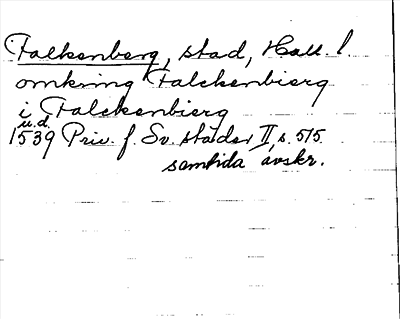 Falkenberg, stad, Hall. l.
omkring Falckenbierg
i Falckenbierg
u.d.
1539 Priv. f. Sv. städer II, s. 515.
samtida avskr.